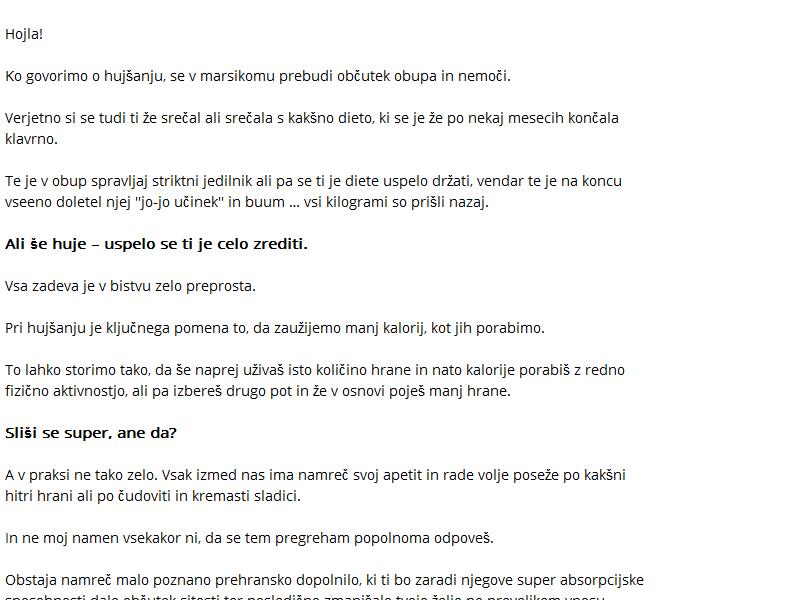 Hojla!
Ko govorimo o hujšanju, se v marsikomu prebudi občutek obupa in nemoči.
Verjetno si se tudi ti že srečal ali srečala s kakšno dieto, ki se je že po nekaj mesecih končala
klavrno.
Te je v obup spravljaj striktni jedilnik ali pa se ti je diete uspelo držati, vendar te je na koncu
vseeno doletel njej "jo-jo učinek" in buum ... vsi kilogrami so prišli nazaj.
Ali še huje – uspelo se ti je celo zrediti.
Vsa zadeva je v bistvu zelo preprosta.
Pri hujšanju je ključnega pomena to, da zaužijemo manj kalorij, kot jih porabimo.
To lahko storimo tako, da še naprej uživaš isto količino hrane in nato kalorije porabiš z redno
fizično aktivnostjo, ali pa izbereš drugo pot in že v osnovi poješ manj hrane.
Sliši se super, ane da?
A v praksi ne tako zelo. Vsak izmed nas ima namreč svoj apetit in rade volje poseže po kakšni
hitri hrani ali po čudoviti in kremasti sladici.
In ne moj namen vsekakor ni, da se tem pregreham popolnoma odpoveš.
Obstaja namreč malo poznano prehransko dopolnilo, ki ti bo zaradi njegove super absorpcijske